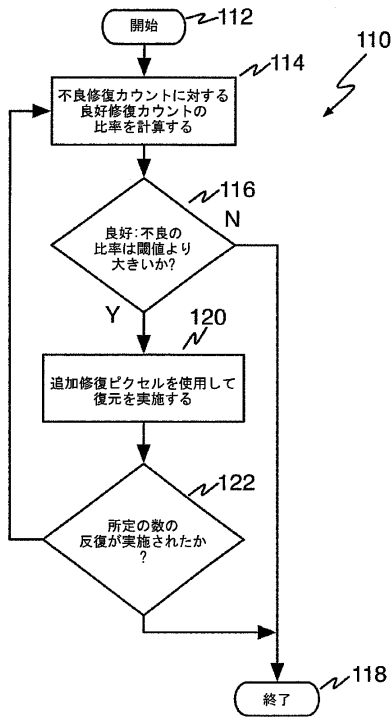 開始
112
110
114
不良修復カウントに対する
良好修復カウントの
比率を計算する
116
N
良好:不良の
比率は閾値より
大きいか?
Y
120
追加修復ピクセルを使用して
復元を実施する
122
所定の数の
反復が実施されたか
?
118
終了